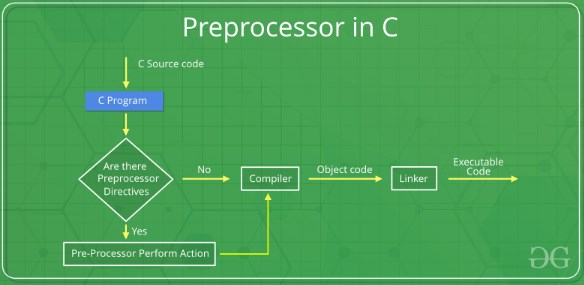 Preprocessor in C
C Source code
C Program
Are there
Preprocessor
Directives
No
Compiler
Object code
Linker
Executable
Code
Yes
Pre-Processor Perform Action